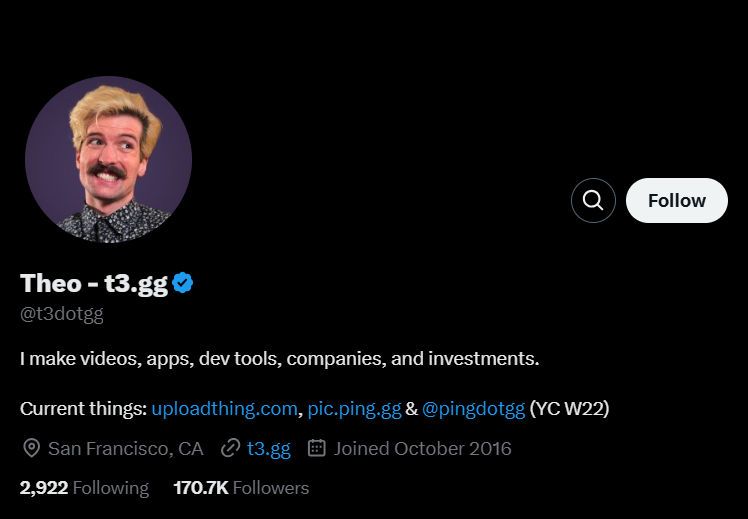 Follow
Theo - t3.gg
@t3dotgg
I make videos, apps, dev tools, companies, and investments.
Current things: uploadthing.com, pic.ping.gg & @pingdotgg (YC W22)
San Francisco, CA t3.gg Joined October 2016
2,922 Following 170.7K Followers